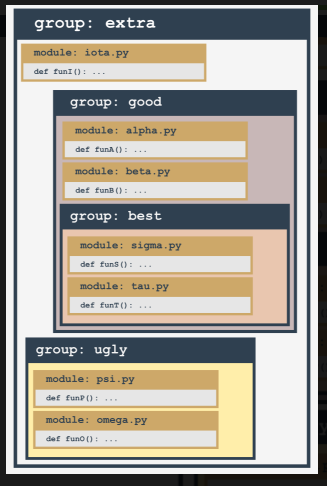 group: extra
module: iota.py
def funI(): ...
group: good
module: alpha.py
def funA(): ...
module: beta.py
def funB(): ...
group: best
module: sigma.py
def funS(): ...
module: tau.py
def funT(): ...
group: ugly
module: psi.py
def funP(): ...
module: omega.py
def funO(): ...